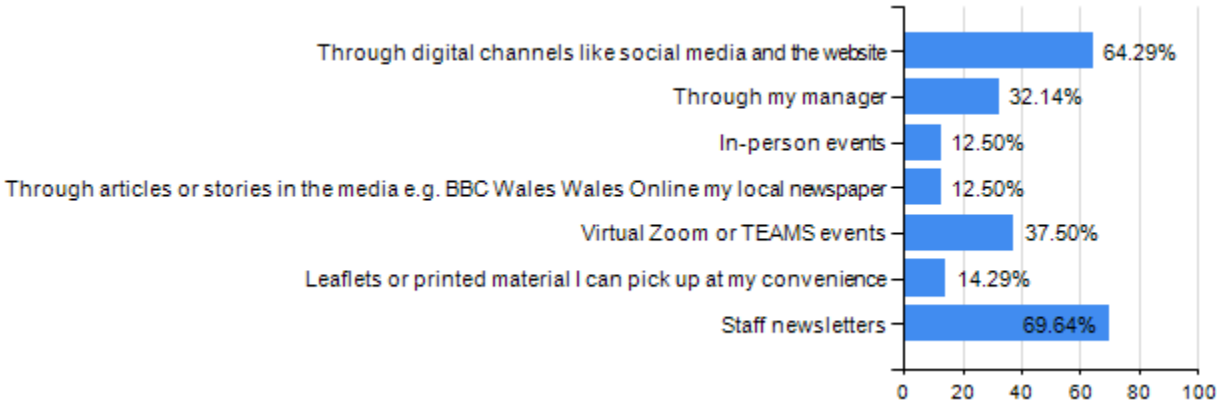 Through digital channels like social media and the website 64.29%
Through my manager 32.14%
In-person events 12.50%
Through articles or stories in the media e.g. BBC Wales Wales Online my local newspaper 12.50%
Virtual Zoom or TEAMS events 37.50%
Leaflets or printed material I can pick up at my convenience 14.29%
Staff newsletters 69.64%
0 20 40 60 80 100